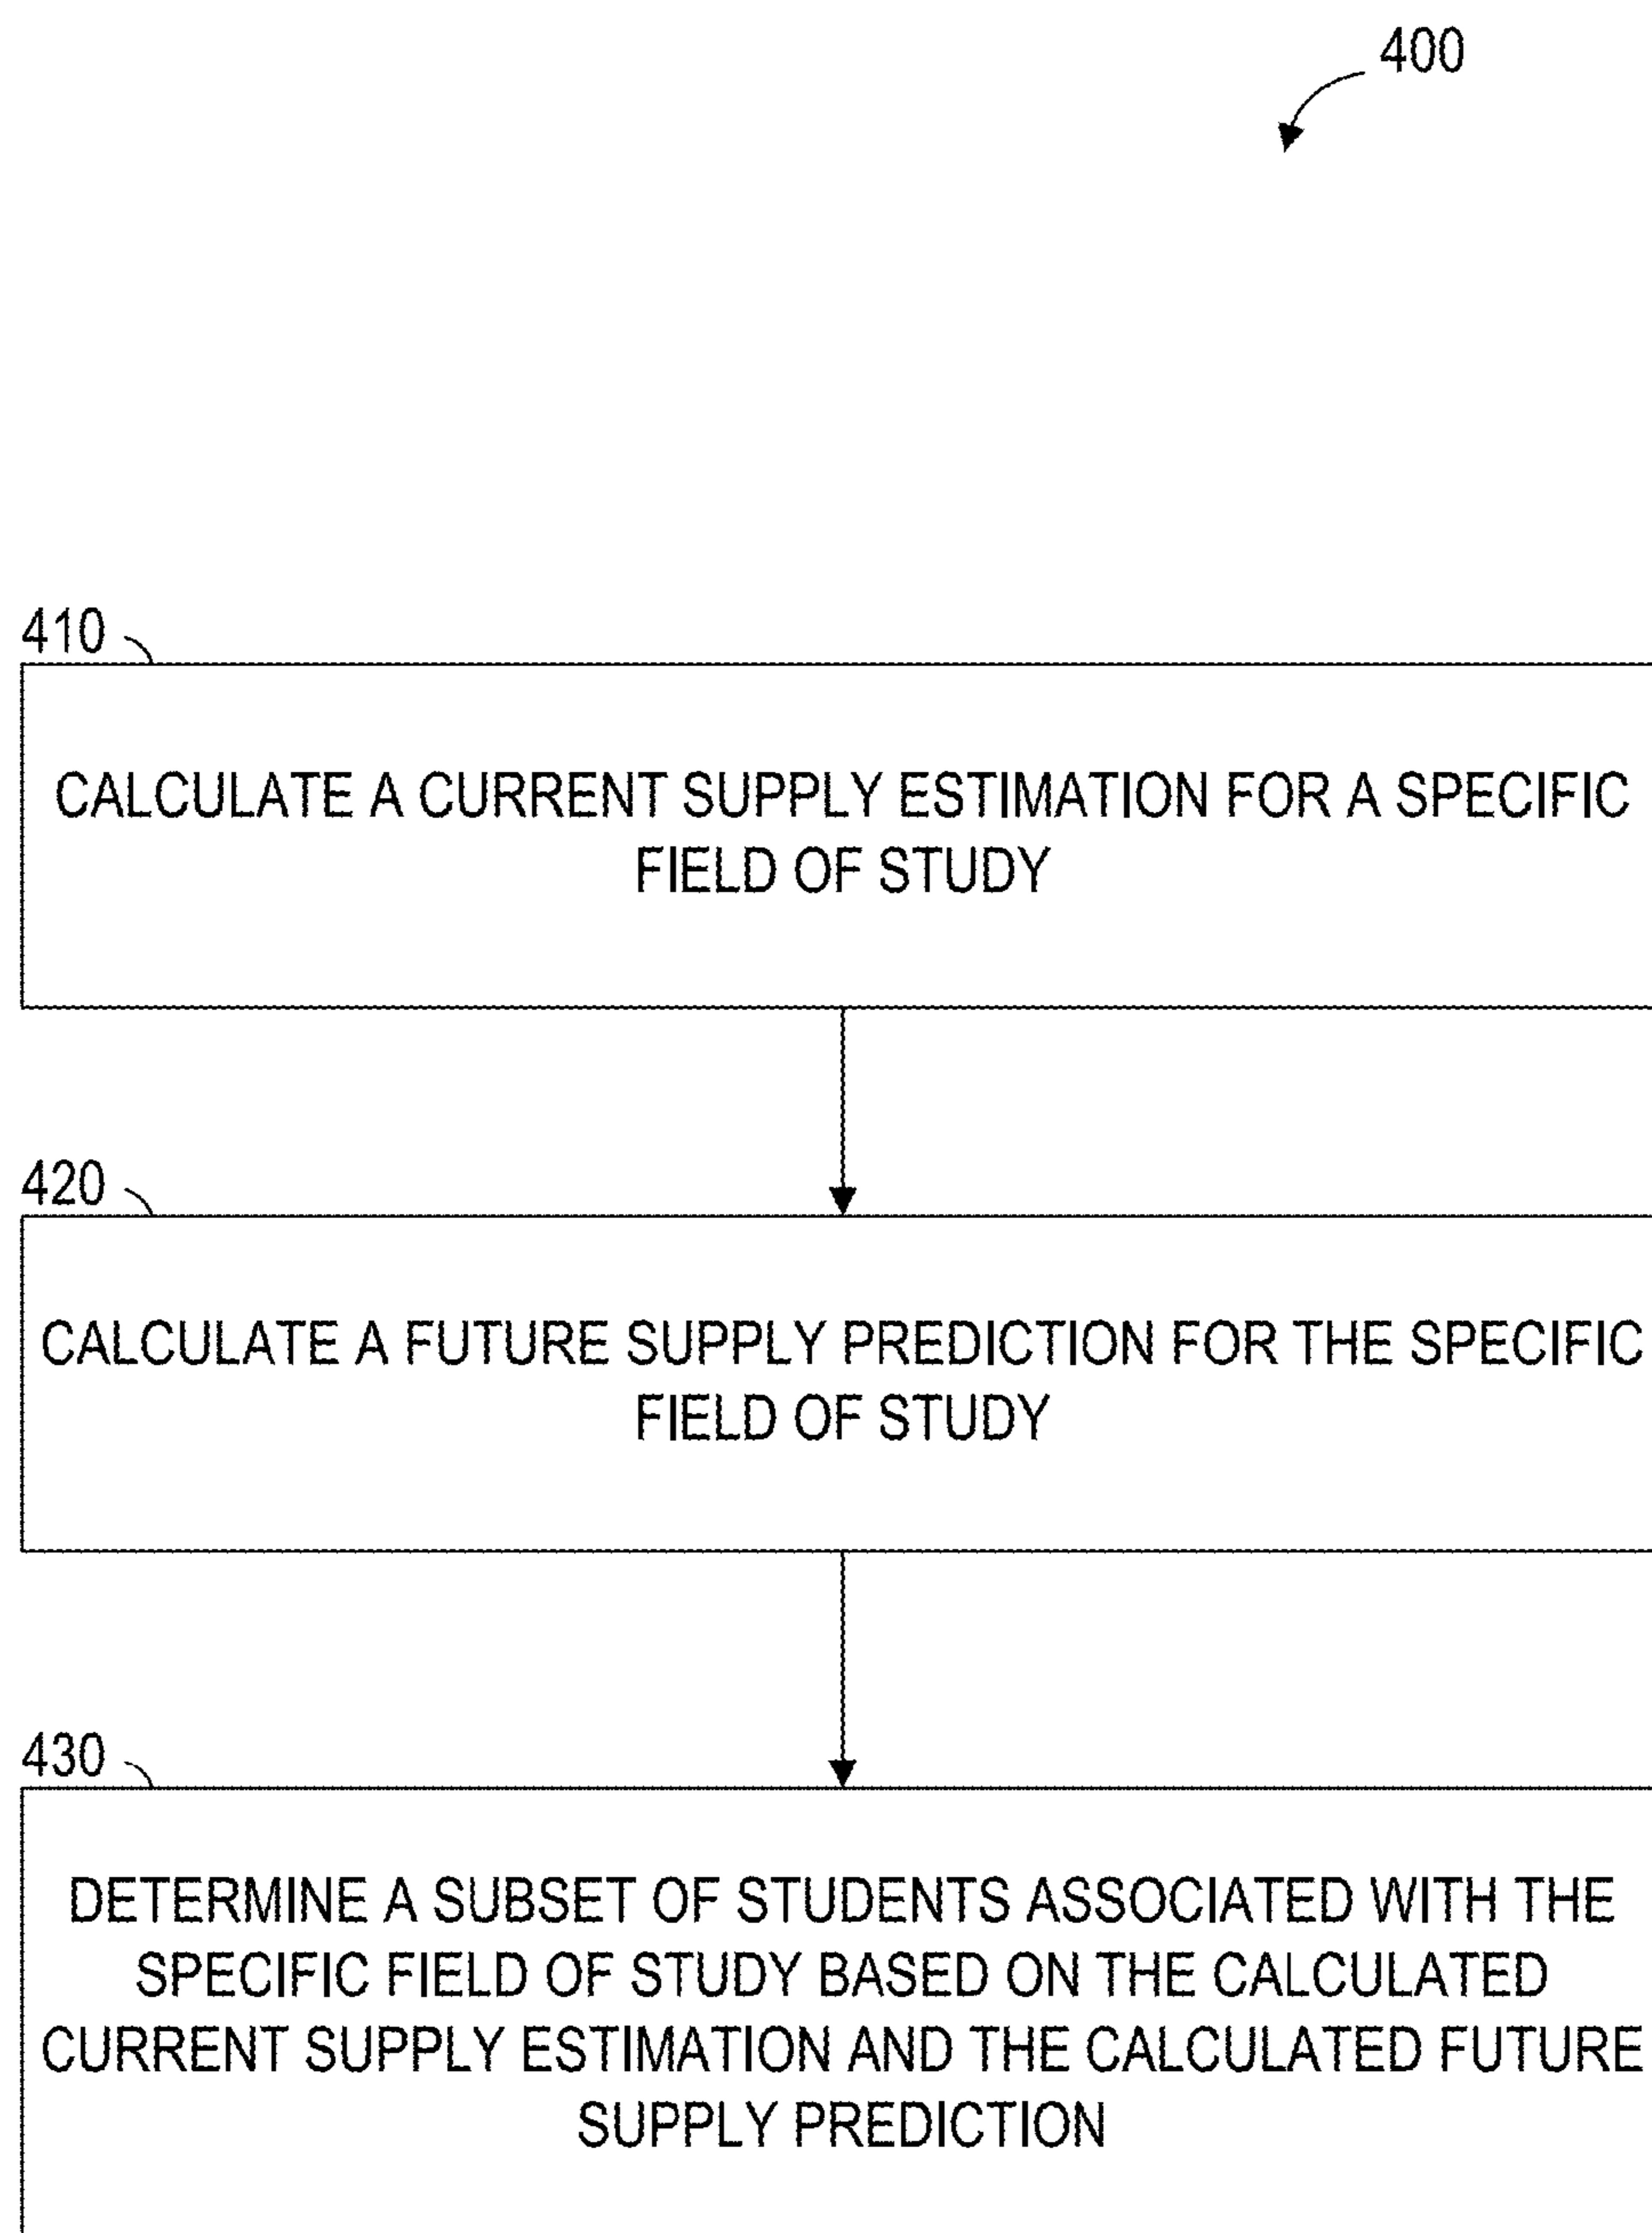 400
410
CALCULATE A CURRENT SUPPLY ESTIMATION FOR A SPECIFIC
FIELD OF STUDY
420
CALCULATE A FUTURE SUPPLY PREDICTION FOR THE SPECIFIC
FIELD OF STUDY
430
DETERMINE A SUBSET OF STUDENTS ASSOCIATED WITH THE
SPECIFIC FIELD OF STUDY BASED ON THE CALCULATED
CURRENT SUPPLY ESTIMATION AND THE CALCULATED FUTURE
SUPPLY PREDICTION